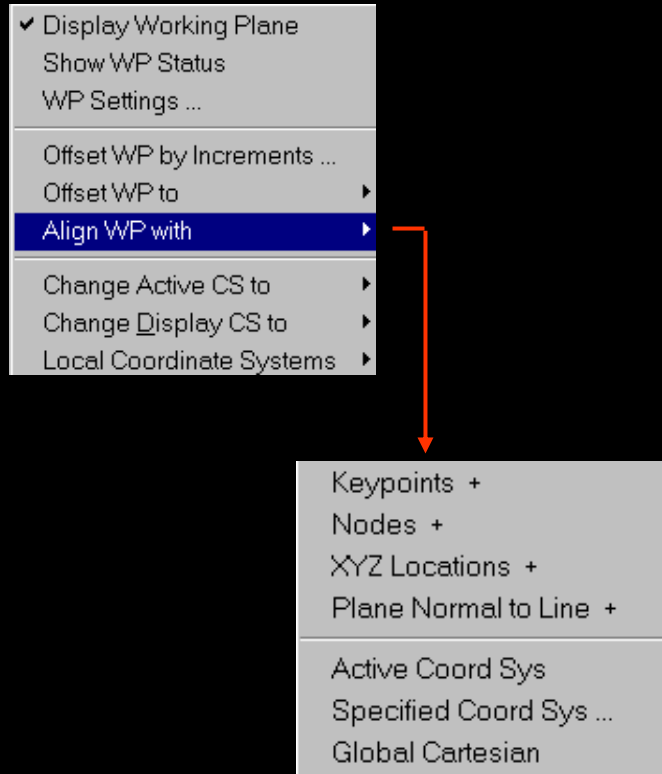 Display Working Plane
Show WP Status
WP Settings ...
Offset WP by Increments ...
Offset WP to
Align WP with
Change Active CS to
Change Display CS to
Local Coordinate Systems
Keypoints +
Nodes +
XYZ Locations +
Plane Normal to Line +
Active Coord Sys
Specified Coord Sys ...
Global Cartesian